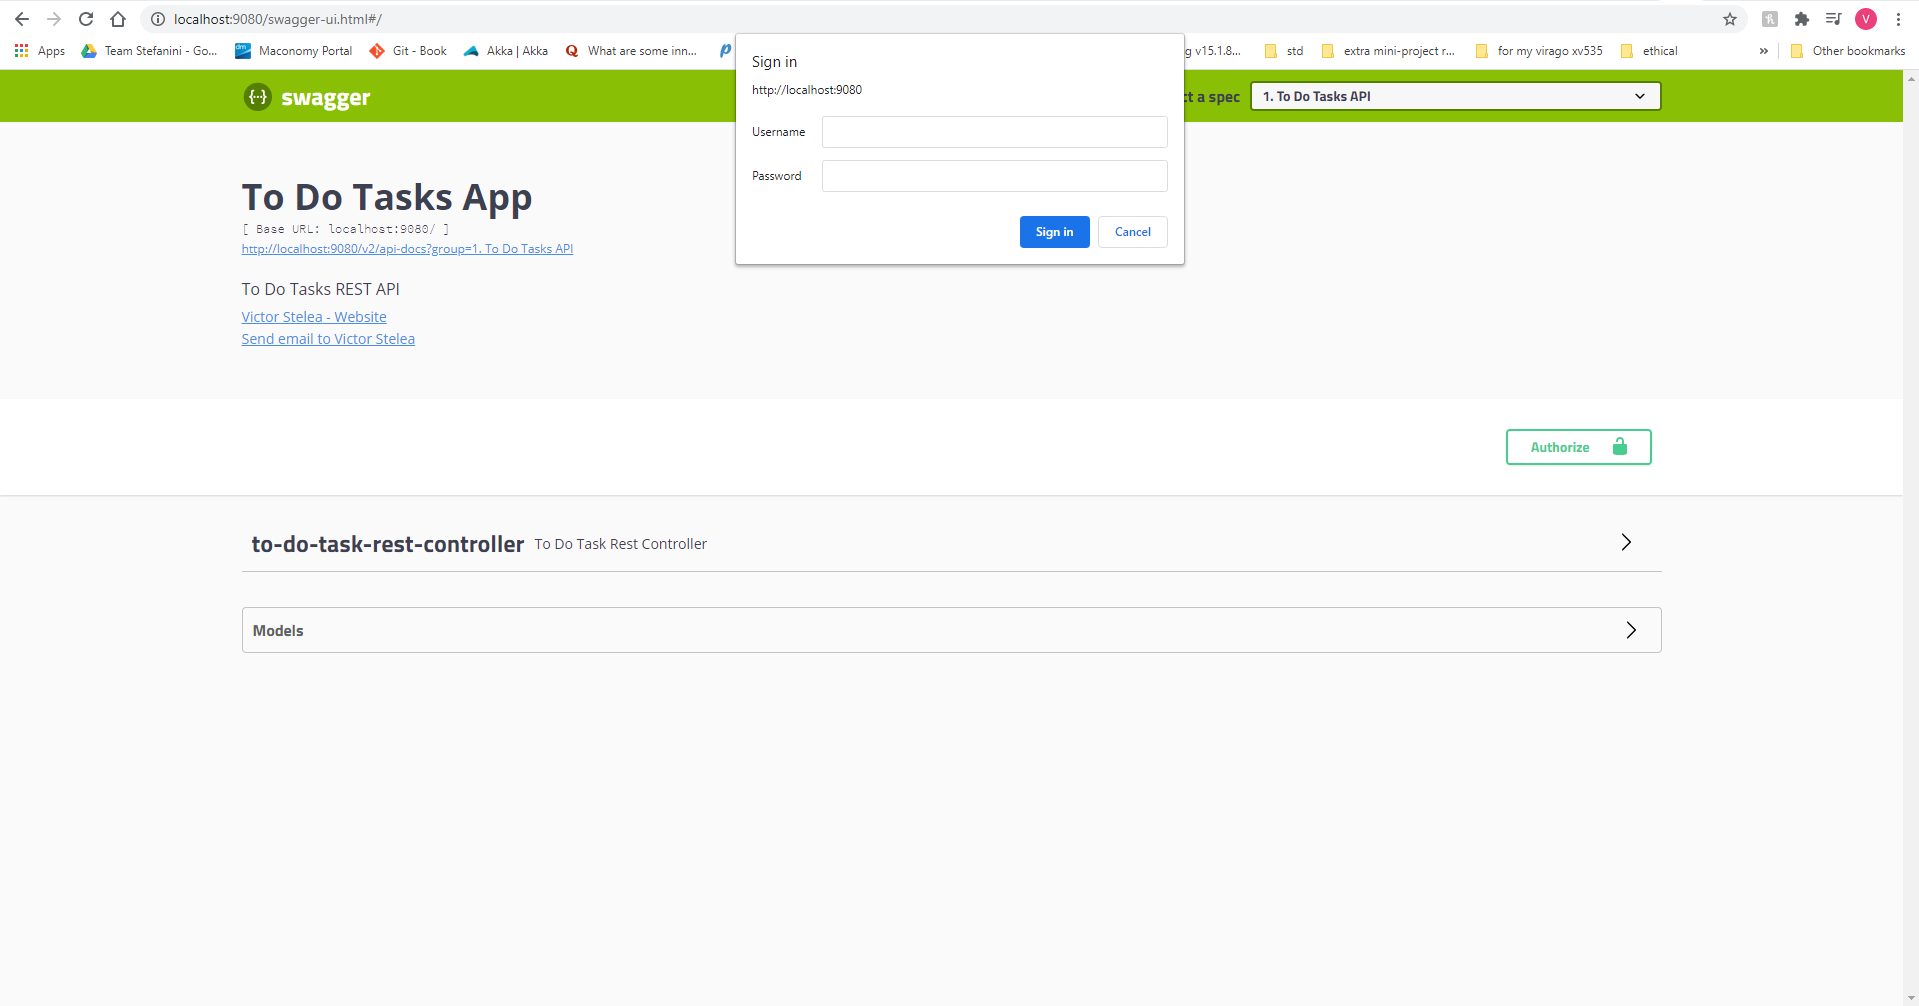 localhost:9080/swagger-ui.html#/
V
Apps
Team Stefanini - Go...
dm
Maconomy Portal
Git - Book
Akka | Akka
Q
What are some inn...
g v15.1.8...
std
extra mini-project r...
for my virago xv535
ethical
»
Other bookmarks
Sign in
http://localhost:9080
Username
Password
Sign in
Cancel
{··}
swagger
ct a spec
1. To Do Tasks API
To Do Tasks App
[ Base URL: localhost:9080/ ]
http://localhost:9080/v2/api-docs?group=1. To Do Tasks API
To Do Tasks REST API
Victor Stelea - Website
Send email to Victor Stelea
Authorize
to-do-task-rest-controller To Do Task Rest Controller
Models